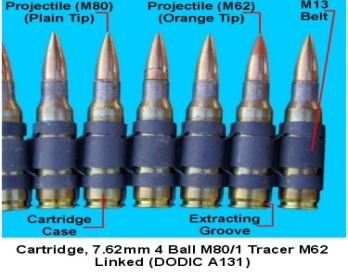 Projectile (M80)
(Plain Tip)
Projectile (M62)
(Orange Tip)
M13
Belt
Cartridge
Case
Extracting
Groove
Cartridge, 7.62mm 4 Ball M80/1 Tracer M62
Linked (DODIC A131)